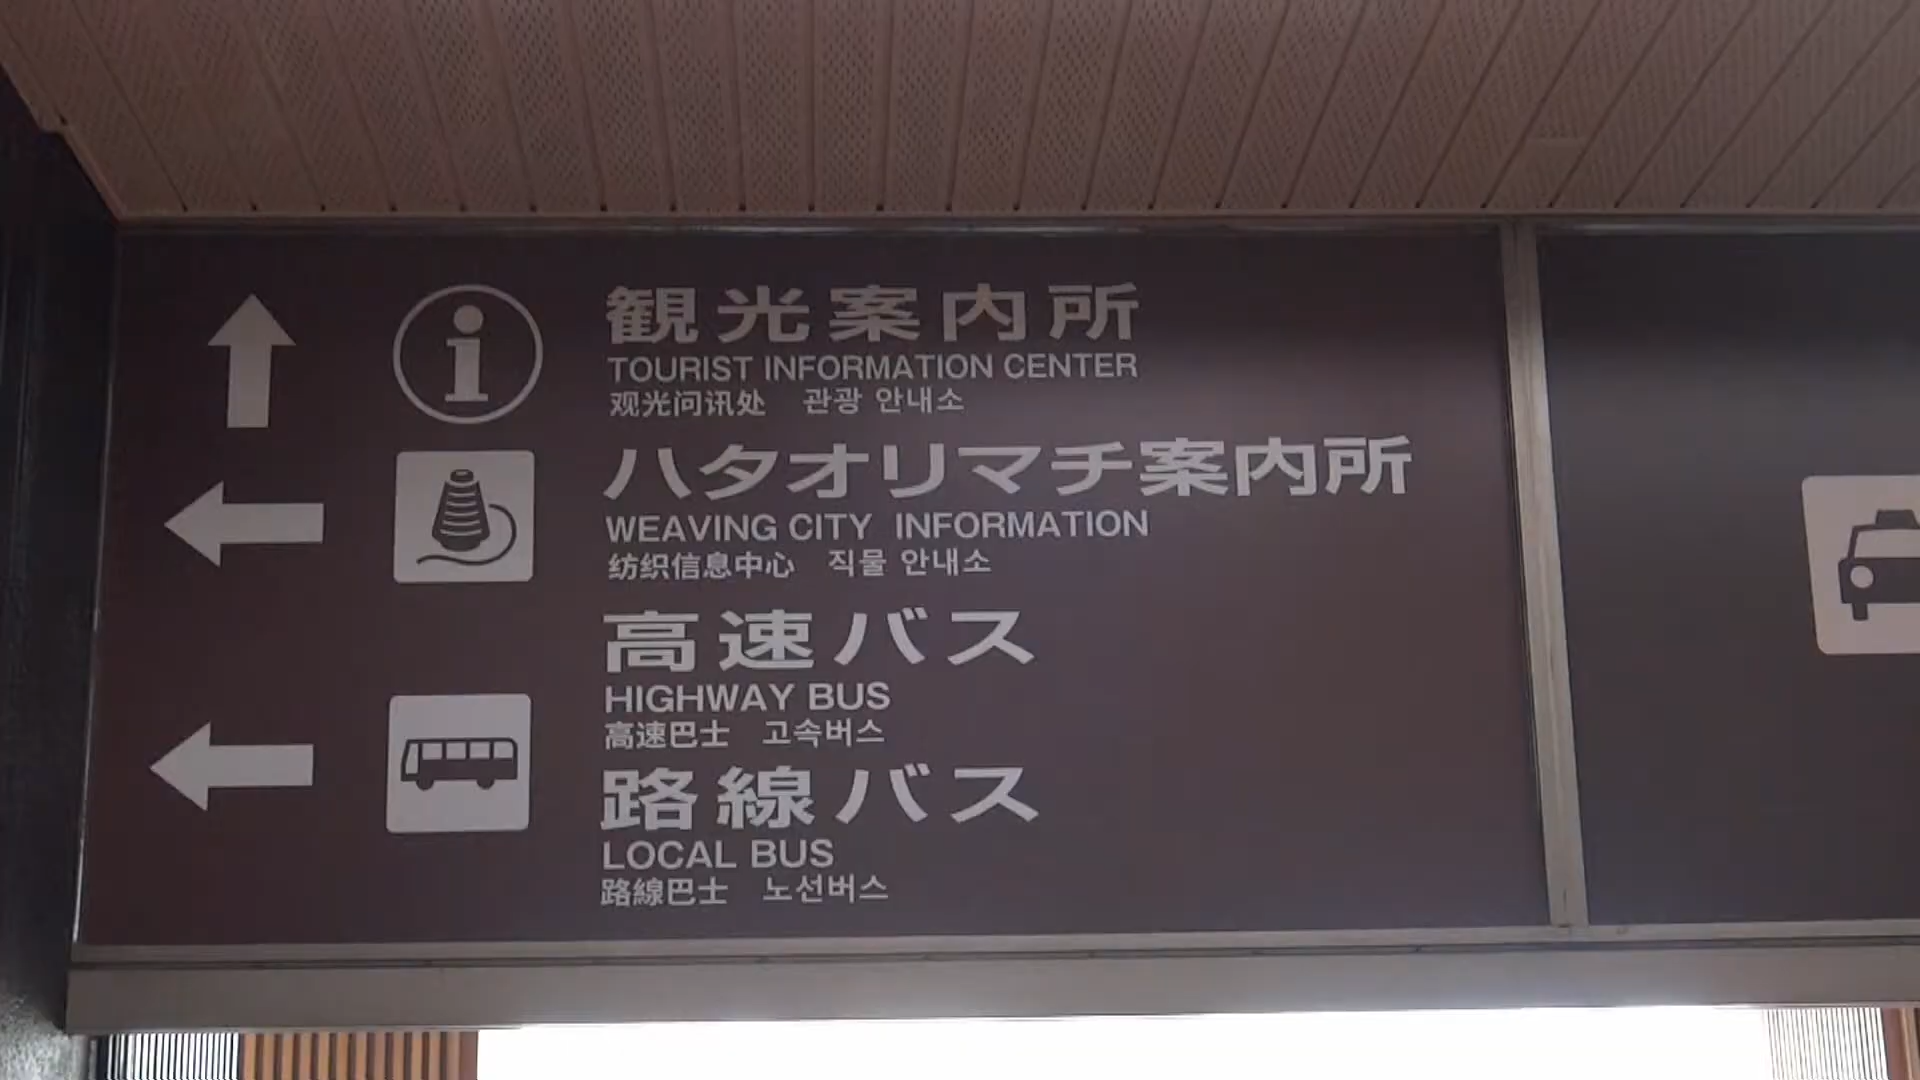 観光案内所
TOURIST INFORMATION CENTER
观光问讯处 관광 안내소
ハタオリマチ案内所
WEAVING CITY INFORMATION
纺织信息中心 직물 안내소
高速バス
HIGHWAY BUS
高速巴士 고속버스
路線バス
LOCAL BUS
路線巴士 노선버스